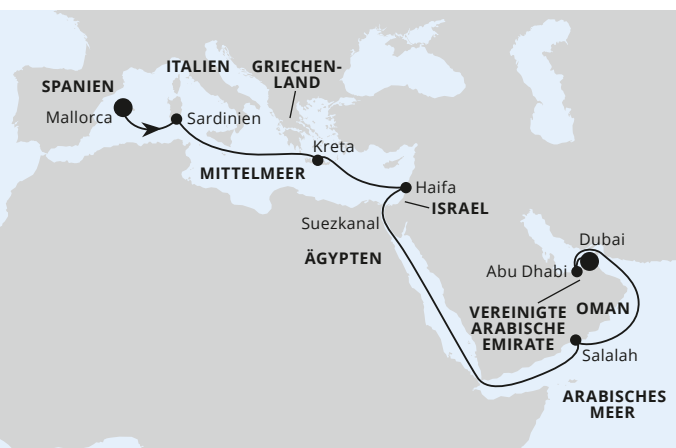 ITALIEN
GRIECHEN-
LAND
SPANIEN
Mallorca
Sardinien
Kreta
MITTELMEER
Haifa
ISRAEL
Suezkanal
ÄGYPTEN
Dubai
Abu Dhabi
VEREINIGTE
ARABISCHE
EMIRATE
OMAN
Salalah
ARABISCHES
MEER